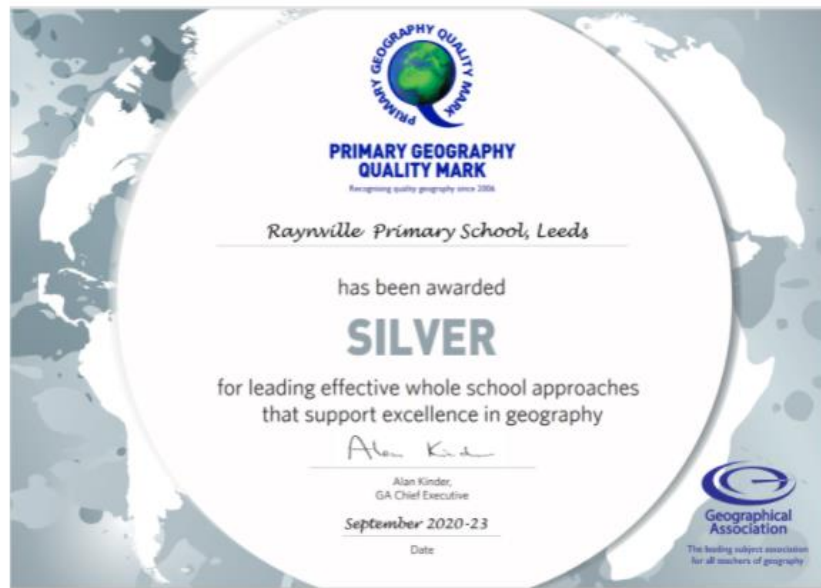 PRIMARY GEOGRAPHY QUALITY MARK
PRIMARY GEOGRAPHY
QUALITY MARK
Recognising quality geography since 2006
Raynville Primary School, Leeds
has been awarded
SILVER
for leading effective whole school approaches
that support excellence in geography
Alan Kinder,
GA Chief Executive
September 2020-23
Date
Geographical
Association
The leading subject association
for all teachers of geography